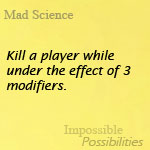 Mad Science
Kill a player while
under the effect of 3
modifiers.
Impossible
Possibilities